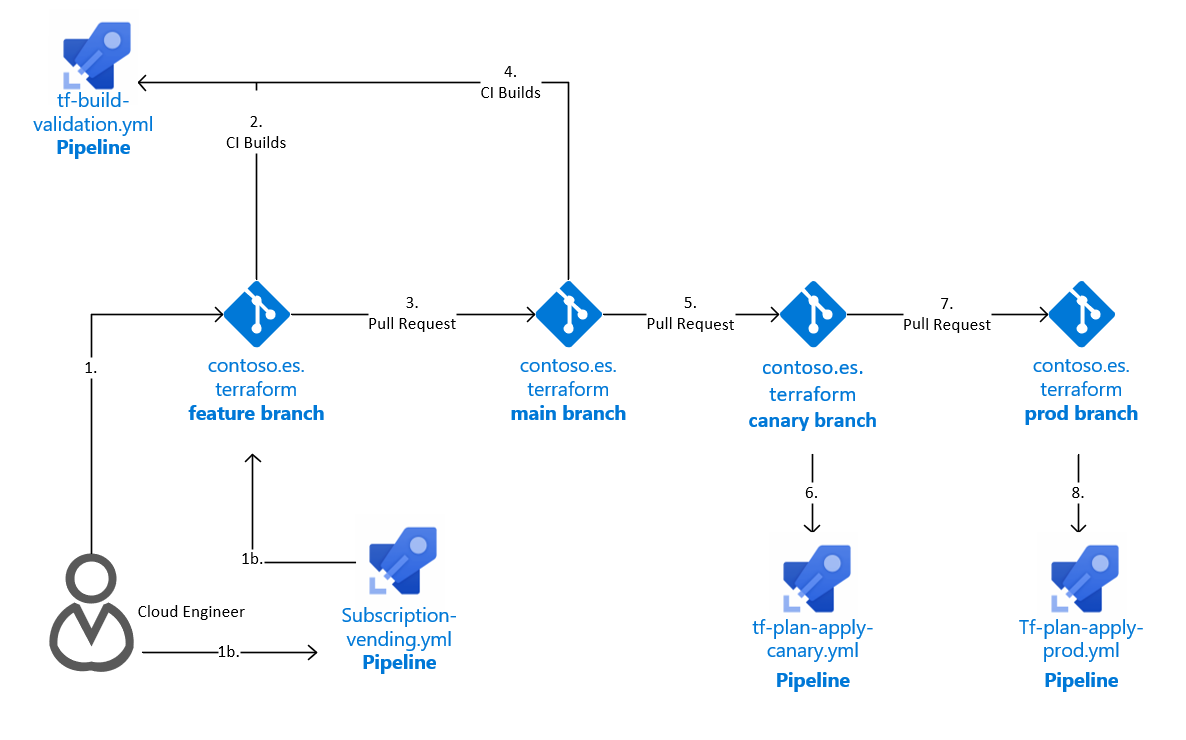 tf-build-
validation.yml
Pipeline
4.
CI Builds
2.
CI Builds
1.
contoso.es.
terraform
feature branch
3.
Pull Request
contoso.es.
terraform
main branch
5.
Pull Request
contoso.es.
terraform
canary branch
7.
Pull Request
contoso.es.
terraform
prod branch
6.
8.
1b.
Cloud Engineer
1b.
Subscription-
vending.yml
Pipeline
tf-plan-apply-
canary.yml
Pipeline
Tf-plan-apply-
prod.yml
Pipeline